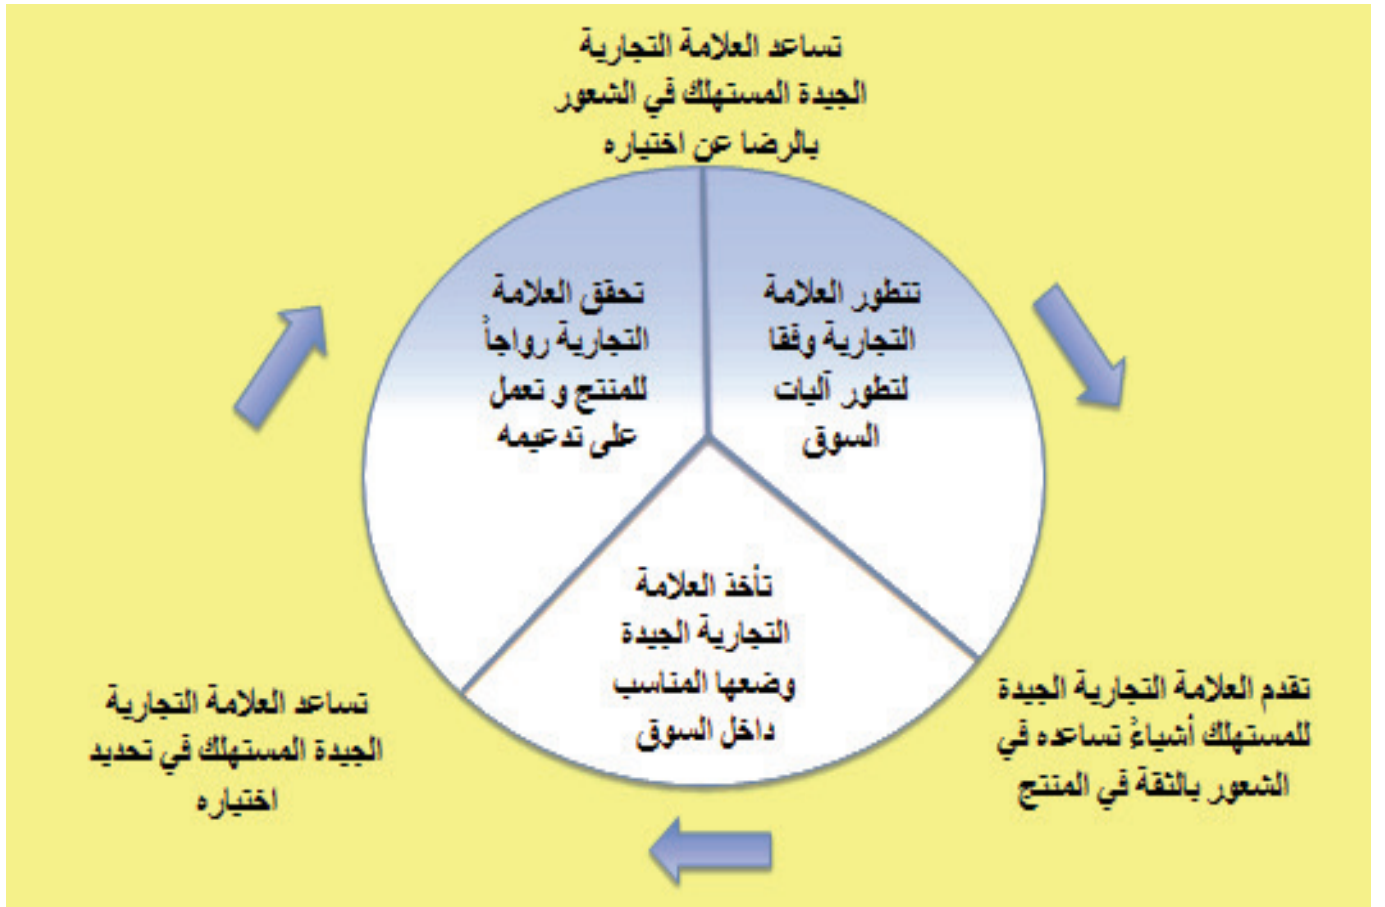 تساعد العلامة التجارية
الجيدة المستهلك في الشعور
بالرضا عن اختياره
تتطور العلامة
التجارية وفقا
لتطور آليات
السوق
تحقق العلامة
التجارية رواجاً
للمنتج و تعمل
على تدعيمه
تأخذ العلامة
التجارية الجيدة
وضعها المناسب
داخل السوق
تقدم العلامة التجارية الجيدة
للمستهلك أشياءً تساعده في
الشعور بالثقة في المنتج
تساعد العلامة التجارية
الجيدة المستهلك في تحديد
اختياره